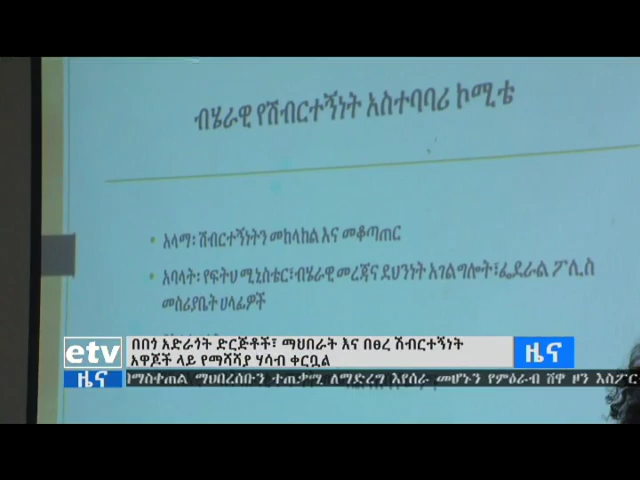 ብሄራዊ የሽብርተኝነት አስተባባሪ ኮሚቴ
• አላማ፡ ሽብርተኝነትን መከላከል እና መቆጣጠር
• አባላት፡ የፍትህ ሚኒስቴር፣ብሄራዊ መረጃና ደህንነት አገልግሎት፣ፌደራል ፖሊስ
መስሪያቤት ሀላፊዎች
etv
በበጎ አድራጎት ድርጅቶች፣ ማህበራት እና በፀረ ሽብርተኝነት
አዋጆች ላይ የማሻሻያ ሃሳብ ቀርቧል
ዜና
ዜና
ማስቀጠል ማህበረሰቡን ተጠቃሚ ለማድረግ እየሰራ መሆኑን የምዕራብ ሸዋ ዞን እስፖር